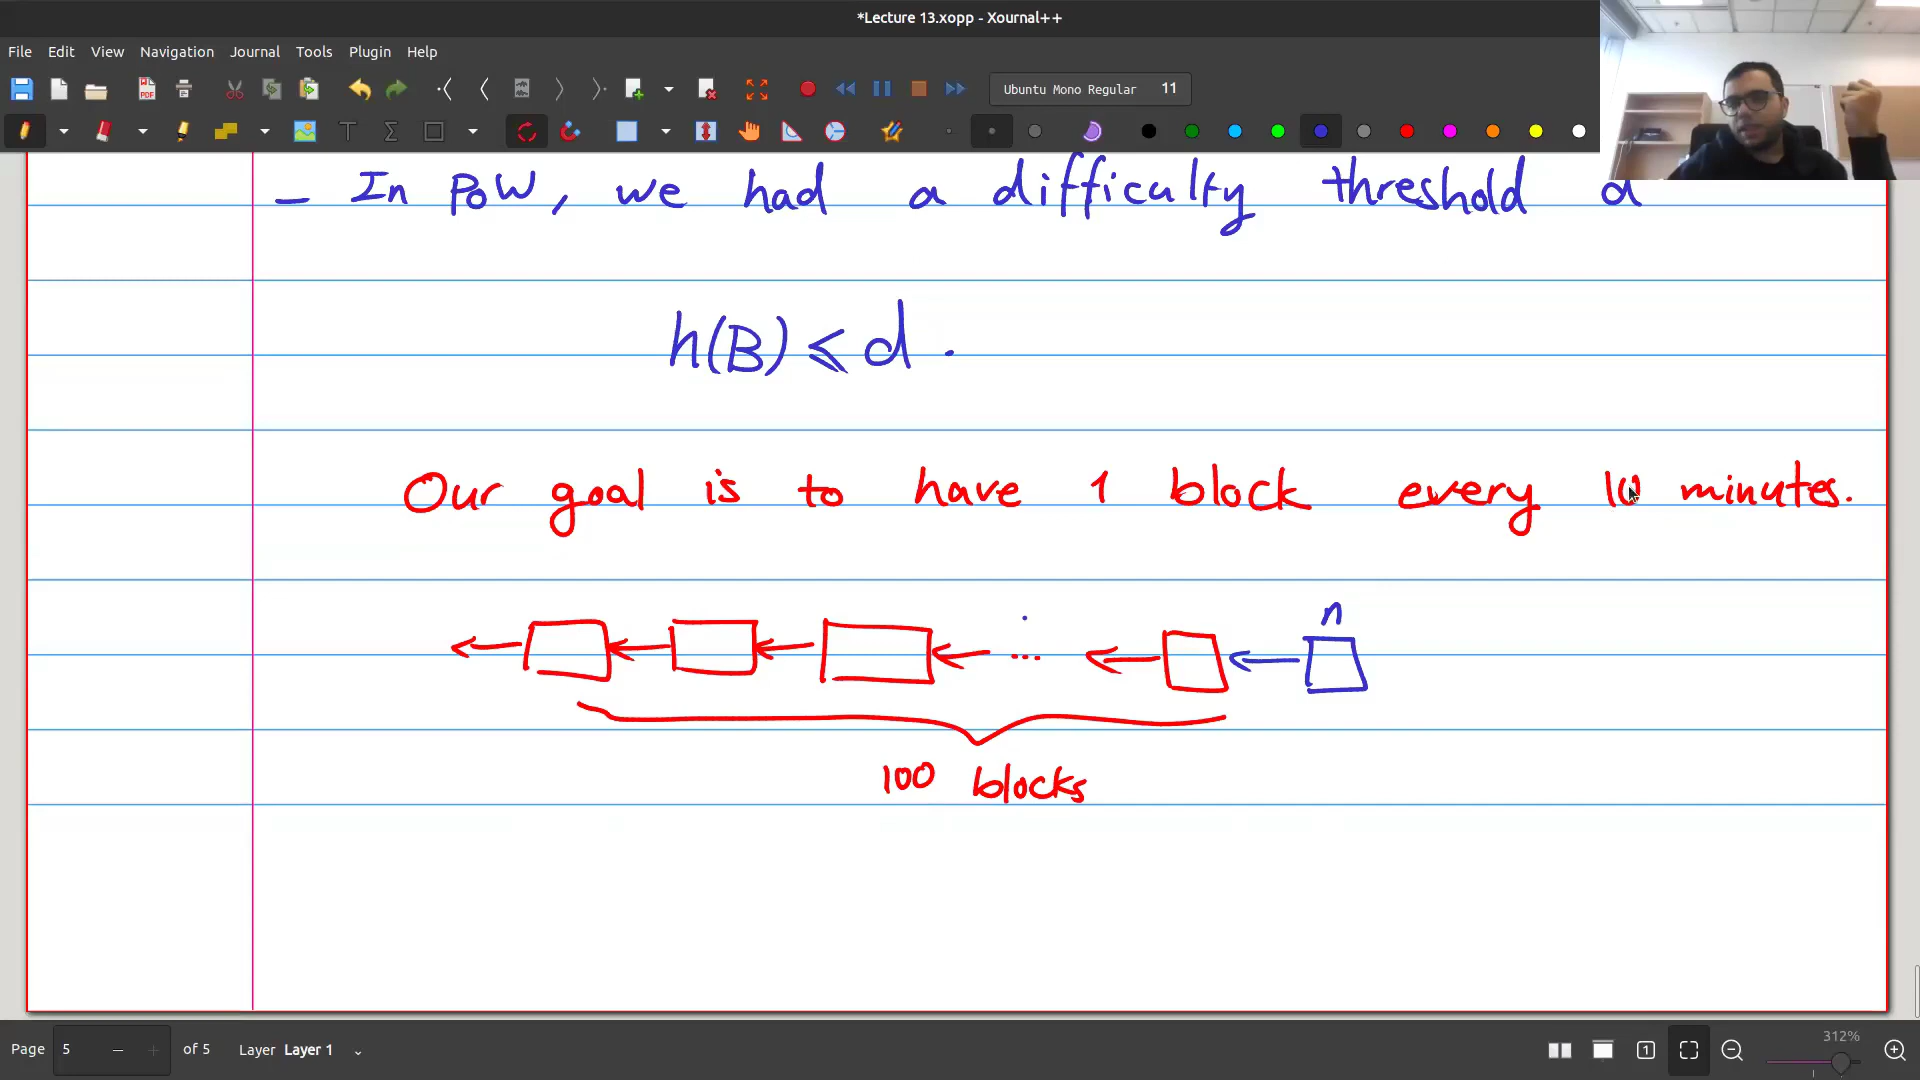 *Lecture 13.xopp - Xournal++
File Edit View Navigation Journal Tools Plugin Help
PDF
Ubuntu Mono Regular 11
- In PoW, we had a difficulty threshold d
h(B) ⩽ d.
Our goal is to have 1 block every 10 minutes.
n
...
100 blocks
Page 5 of 5 Layer Layer 1
312%